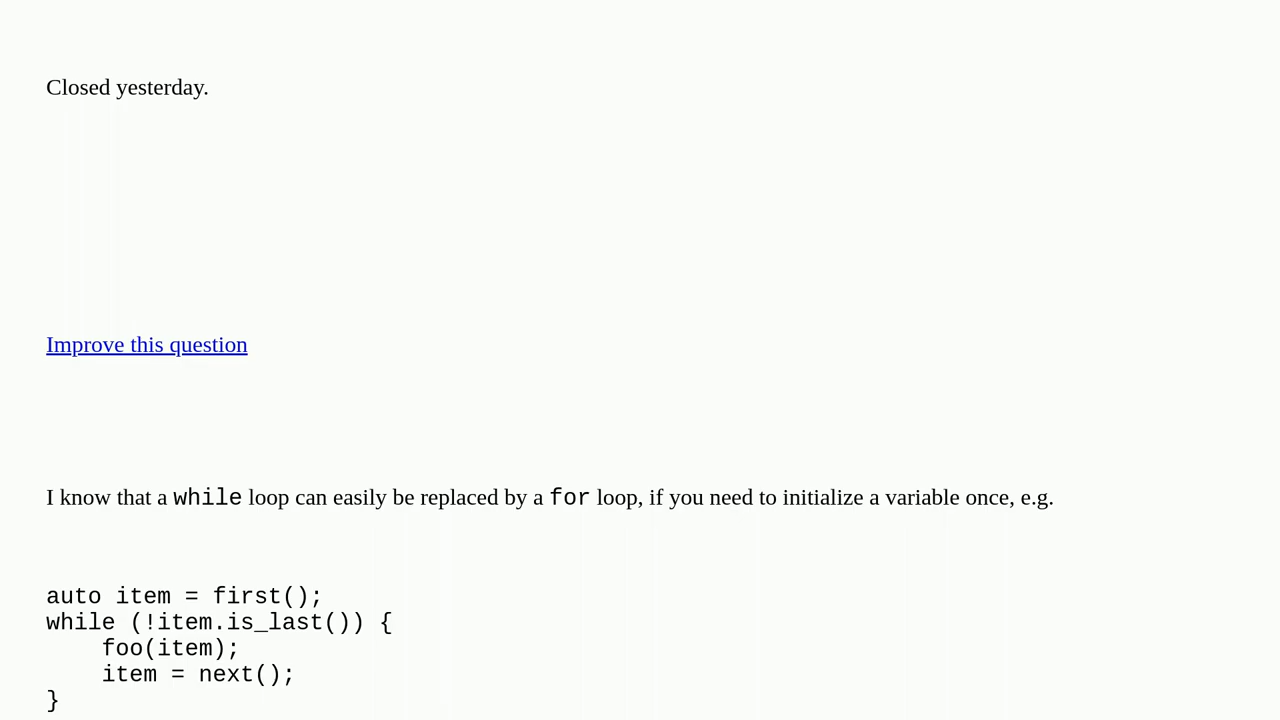 Closed yesterday.
Improve this question
I know that a while loop can easily be replaced by a for loop, if you need to initialize a variable once, e.g.
auto item = first();
while (!item.is_last()) {
    foo(item);
    item = next();
}